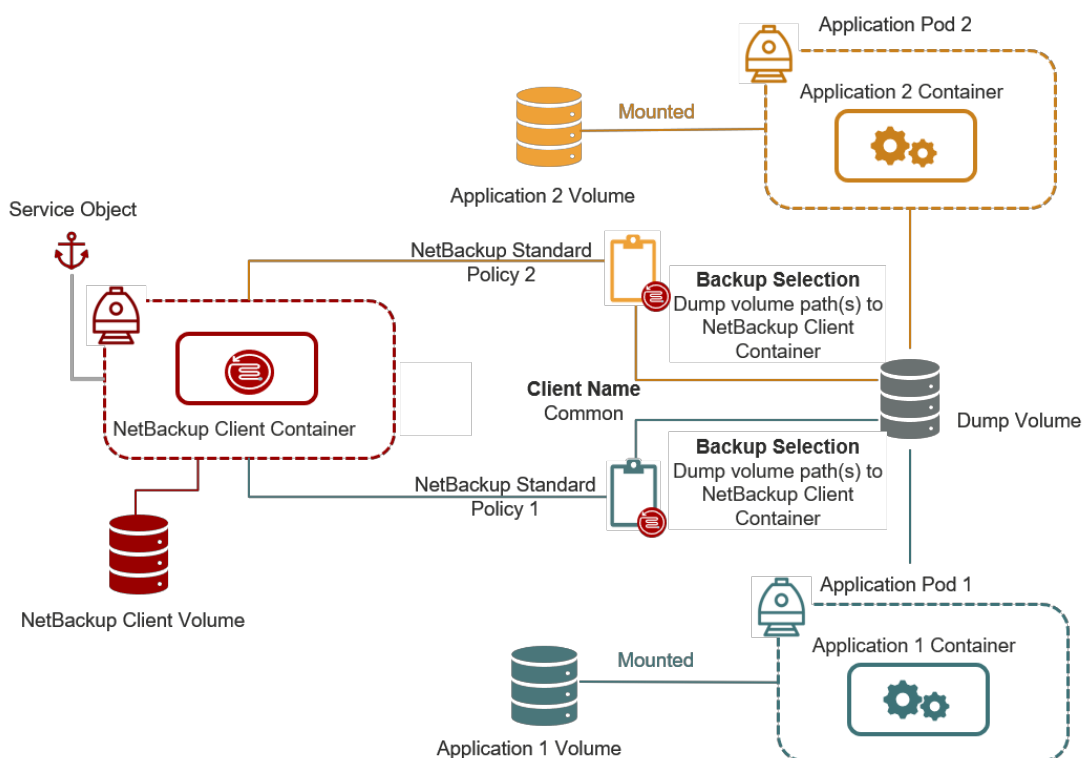 Application Pod 2
Application 2 Container
Mounted
Application 2 Volume
Service Object
NetBackup Standard
Policy 2
Backup Selection
Dump volume path(s) to
NetBackup Client
Container
Client Name
Common
NetBackup Client Container
Dump Volume
Backup Selection
Dump volume path(s) to
NetBackup Client
Container
NetBackup Standard
Policy 1
NetBackup Client Volume
Application Pod 1
Application 1 Container
Mounted
Application 1 Volume